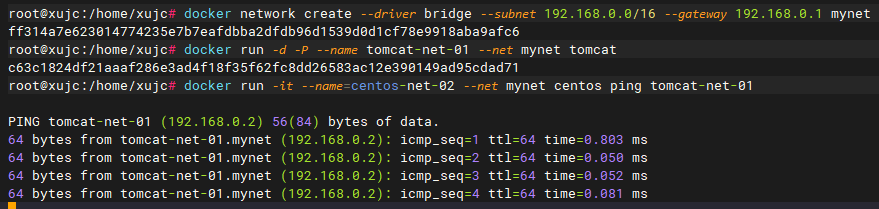 root@xujc:/home/xujc# docker network create --driver bridge --subnet 192.168.0.0/16 --gateway 192.168.0.1 mynet
ff314a7e623014774235e7b7eafdbba2dfdb96d1539d0d1cf78e9918aba9afc6
root@xujc:/home/xujc# docker run -d -P --name tomcat-net-01 --net mynet tomcat
c63c1824df21aaaf286e3ad4f18f35f62fc8dd26583ac12e390149ad95cdad71
root@xujc:/home/xujc# docker run -it --name=centos-net-02 --net mynet centos ping tomcat-net-01
PING tomcat-net-01 (192.168.0.2) 56(84) bytes of data.
64 bytes from tomcat-net-01.mynet (192.168.0.2): icmp_seq=1 ttl=64 time=0.803 ms
64 bytes from tomcat-net-01.mynet (192.168.0.2): icmp_seq=2 ttl=64 time=0.050 ms
64 bytes from tomcat-net-01.mynet (192.168.0.2): icmp_seq=3 ttl=64 time=0.052 ms
64 bytes from tomcat-net-01.mynet (192.168.0.2): icmp_seq=4 ttl=64 time=0.081 ms